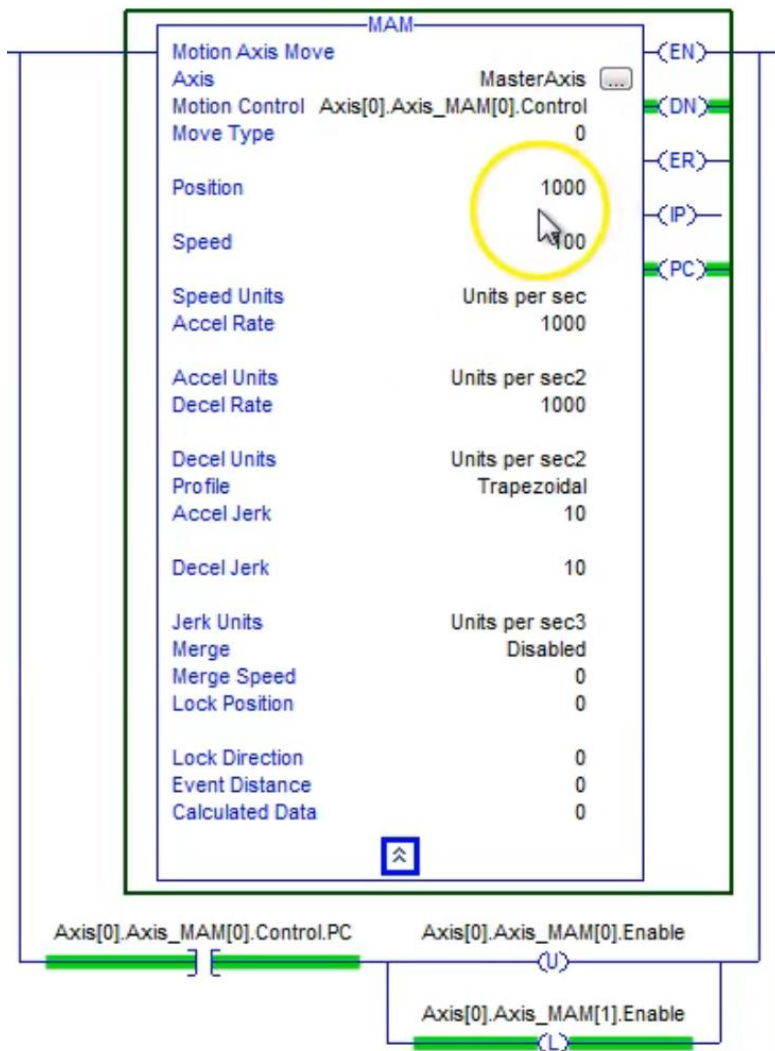 MAM
Motion Axis Move (EN)
Axis MasterAxis ...
Motion Control Axis[0].Axis_MAM[0].Control (DN)
Move Type 0
(ER)
Position 1000
(IP)
Speed
(PC)
Speed Units Units per sec
Accel Rate 1000
Accel Units Units per sec2
Decel Rate 1000
Decel Units Units per sec2
Profile Trapezoidal
Accel Jerk 10
Decel Jerk 10
Jerk Units Units per sec3
Merge Disabled
Merge Speed 0
Lock Position 0
Lock Direction 0
Event Distance 0
Calculated Data 0
Axis[0].Axis_MAM[0].Control.PC Axis[0].Axis_MAM[0].Enable
(U)
Axis[0].Axis_MAM[1].Enable
(L)